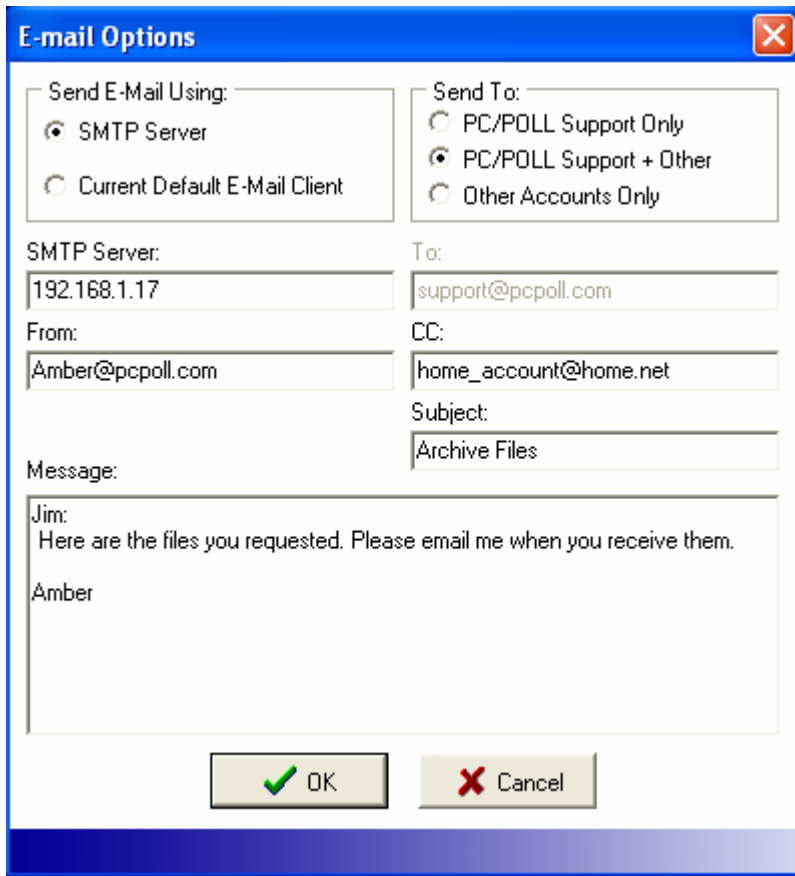 E-mail Options
Send E-Mail Using:
SMTP Server
Current Default E-Mail Client
Send To:
PC/POLL Support Only
PC/POLL Support + Other
Other Accounts Only
SMTP Server:
192.168.1.17
To:
support@pcpoll.com
From:
Amber@pcpoll.com
CC:
home_account@home.net
Subject:
Archive Files
Message:
Jim:
Here are the files you requested. Please email me when you receive them.
Amber
OK
Cancel